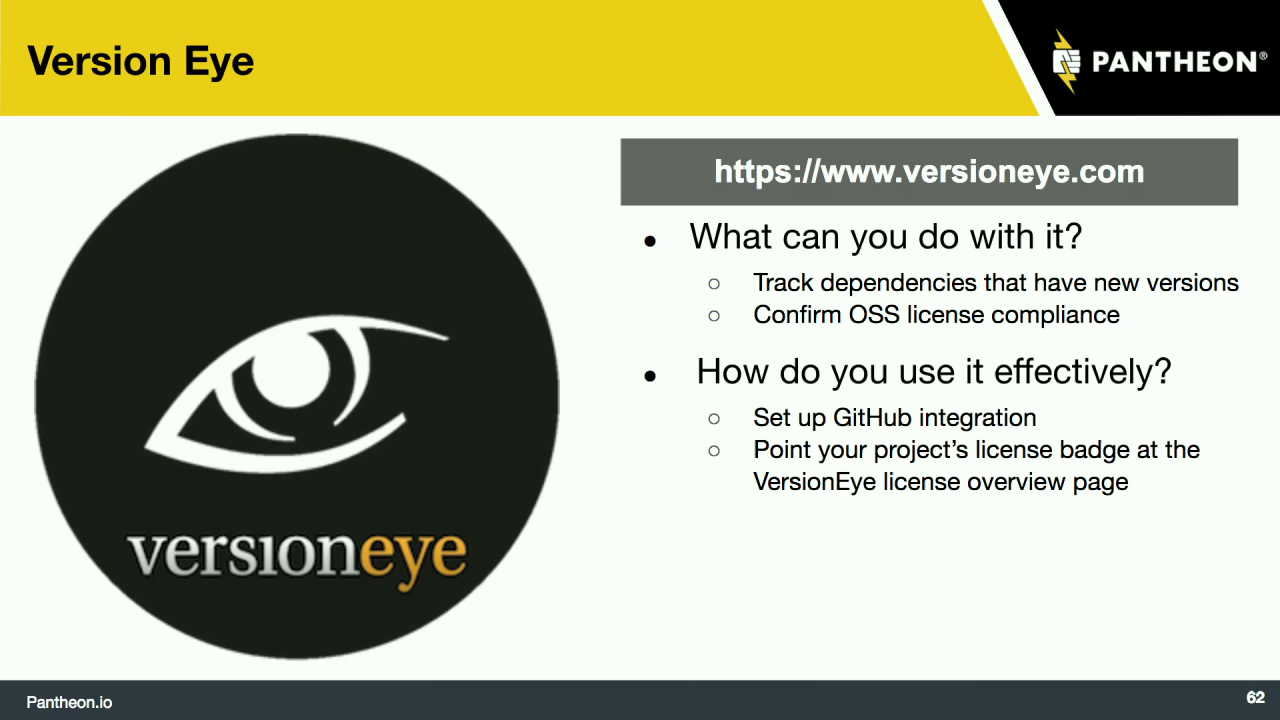 Version Eye
PANTHEON®
https://www.versioneye.com
● What can you do with it?
○ Track dependencies that have new versions
○ Confirm OSS license compliance
● How do you use it effectively?
○ Set up GitHub integration
○ Point your project’s license badge at the
VersionEye license overview page
versioneye
Pantheon.io
62